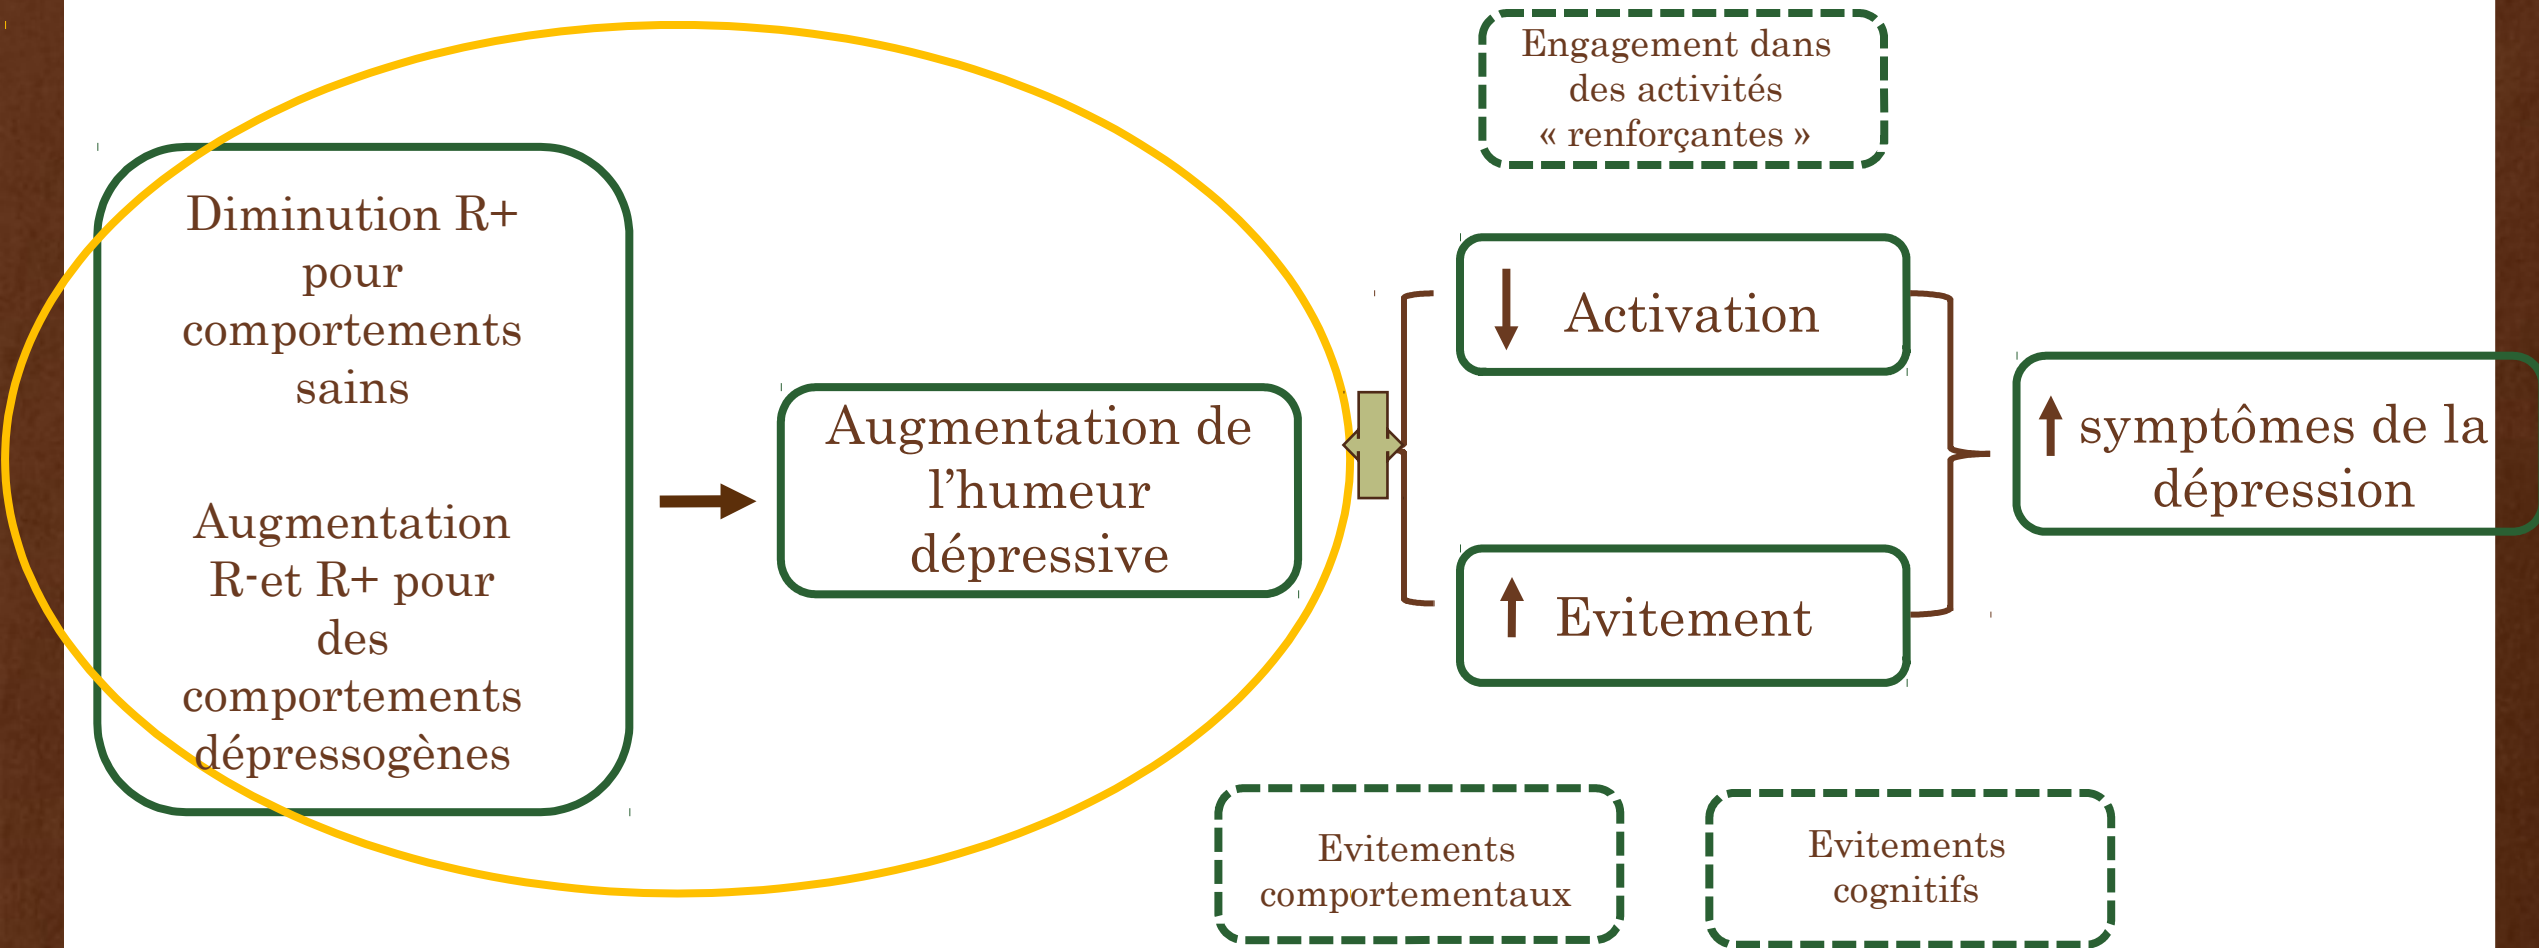 Engagement dans
des activités
« renforçantes »
Diminution R+
pour
comportements
sains
Augmentation
R-et R+ pour
des
comportements
dépressogènes
Augmentation de
l’humeur
dépressive
Activation
Evitement
symptômes de la
dépression
Evitements
comportementaux
Evitements
cognitifs